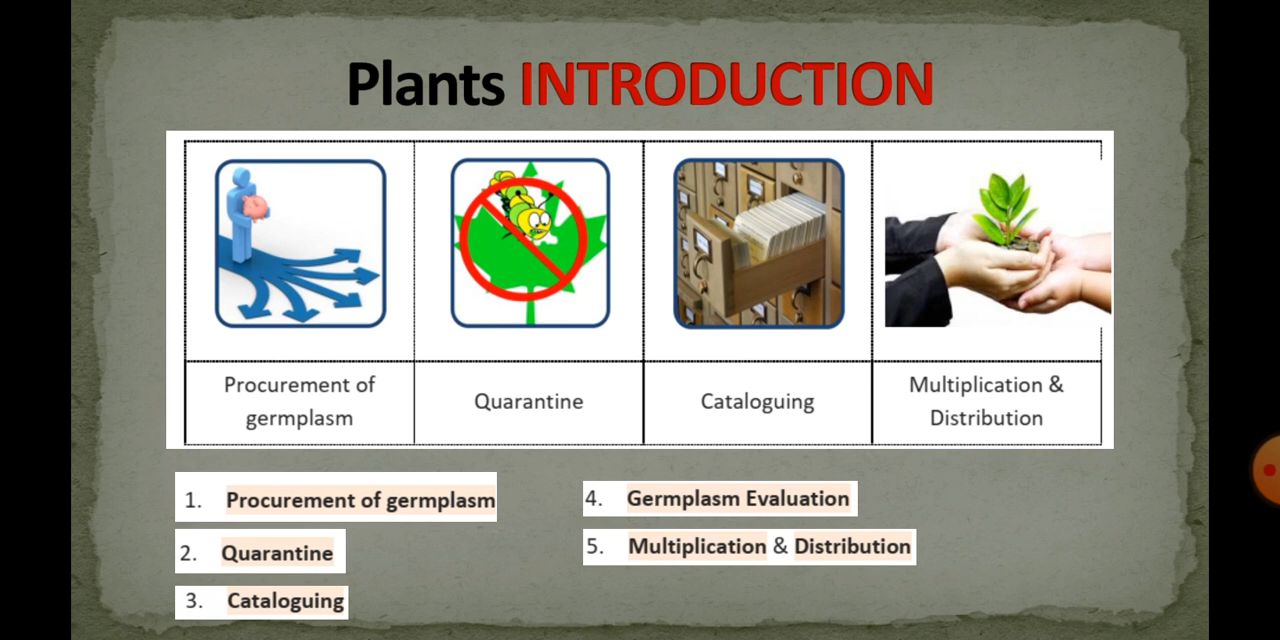 Plants INTRODUCTION
Procurement of
germplasm
Quarantine
Cataloguing
Multiplication &
Distribution
1. Procurement of germplasm
2. Quarantine
3. Cataloguing
4. Germplasm Evaluation
5. Multiplication & Distribution